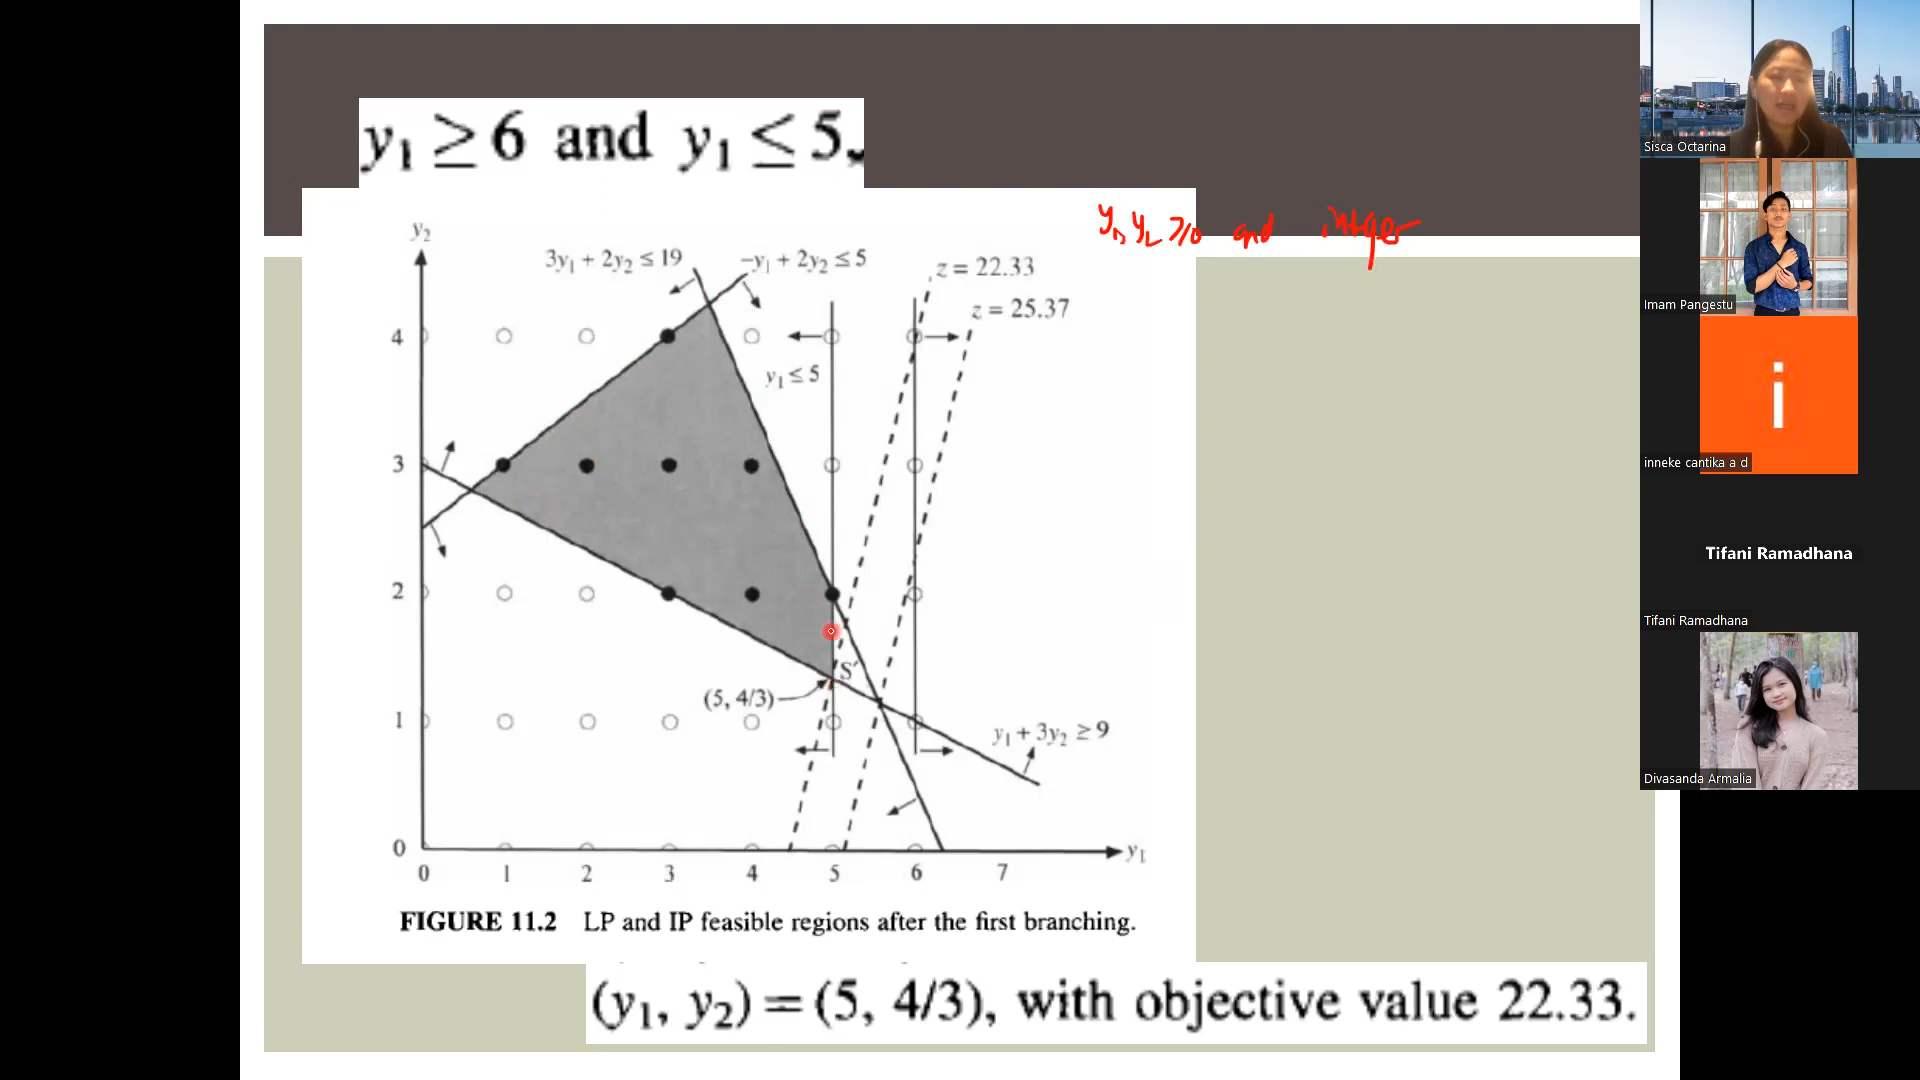 y₁ ≥ 6 and y₁ ≤ 5.
y₁, y₂ ≥ 0 and integer
y₂
3y₁ + 2y₂ ≤ 19
−y₁ + 2y₂ ≤ 5
z = 22.33
z = 25.37
4
y₁ ≤ 5
3
2
S′
(5, 4/3)
1
y₁ + 3y₂ ≥ 9
0
y₁
0 1 2 3 4 5 6 7
FIGURE 11.2 LP and IP feasible regions after the first branching.
(y₁, y₂) = (5, 4/3), with objective value 22.33.
Sisca Octarina
Imam Pangestu
i
inneke cantika a d
Tifani Ramadhana
Tifani Ramadhana
Divasanda Armalia